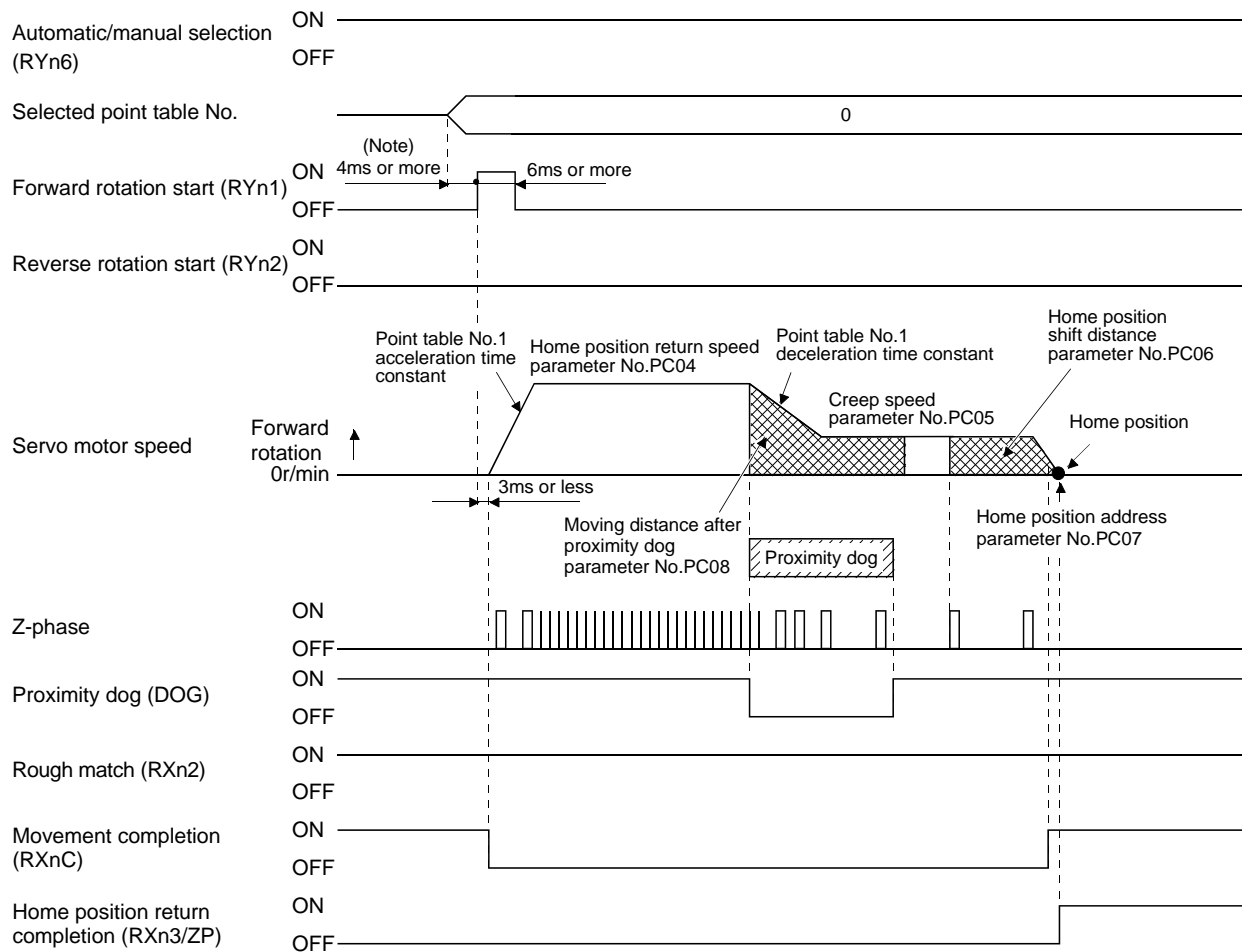 Automatic/manual selection
(RYn6)
ON
OFF
Selected point table No.
0
(Note)
4ms or more
6ms or more
Forward rotation start (RYn1)
ON
OFF
Reverse rotation start (RYn2)
ON
OFF
Point table No.1
acceleration time
constant
Home position return speed
parameter No.PC04
Point table No.1
deceleration time constant
Home position
shift distance
parameter No.PC06
Creep speed
parameter No.PC05
Home position
Servo motor speed
Forward
rotation
0r/min
3ms or less
Moving distance after
proximity dog
parameter No.PC08
Proximity dog
Home position address
parameter No.PC07
Z-phase
ON
OFF
Proximity dog (DOG)
ON
OFF
Rough match (RXn2)
ON
OFF
Movement completion
(RXnC)
ON
OFF
Home position return
completion (RXn3/ZP)
ON
OFF